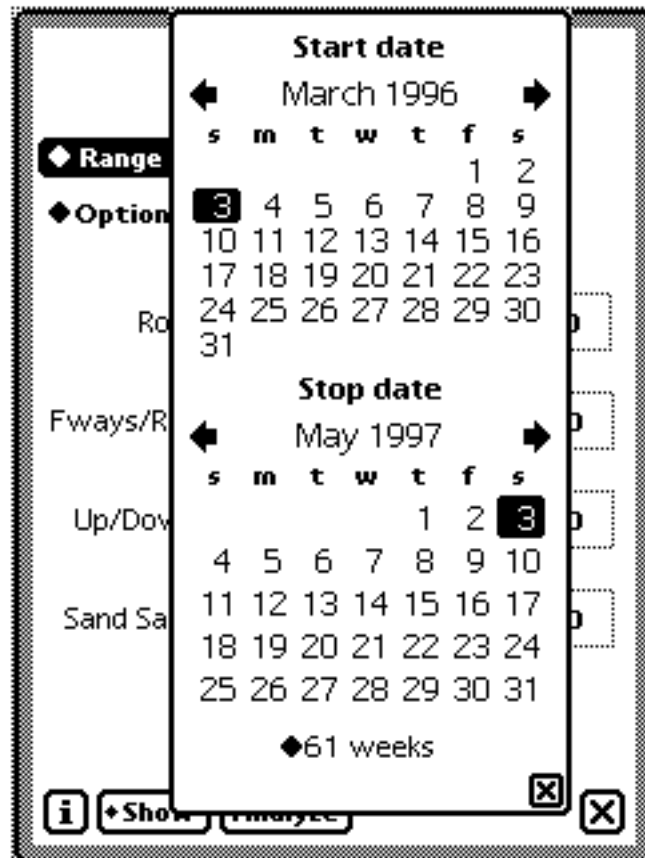 Start date
March 1996
s m t w t f s
1 2
3 4 5 6 7 8 9
10 11 12 13 14 15 16
17 18 19 20 21 22 23
24 25 26 27 28 29 30
31
Stop date
May 1997
s m t w t f s
1 2 3
4 5 6 7 8 9 10
11 12 13 14 15 16 17
18 19 20 21 22 23 24
25 26 27 28 29 30 31
◆61 weeks
◆ Range
◆Option
Ro
Fways/R
Up/Dov
Sand Sa
i
◆Show
Analyze